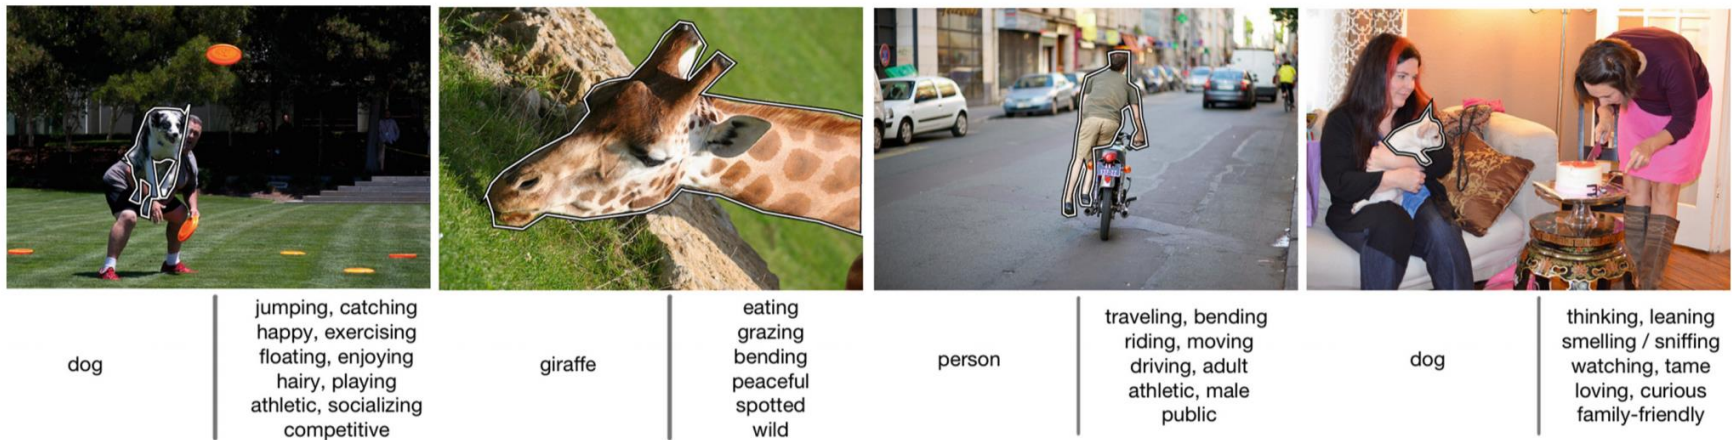 dog
jumping, catching
happy, exercising
floating, enjoying
hairy, playing
athletic, socializing
competitive
giraffe
eating
grazing
bending
peaceful
spotted
wild
person
traveling, bending
riding, moving
driving, adult
athletic, male
public
dog
thinking, leaning
smelling / sniffing
watching, tame
loving, curious
family-friendly